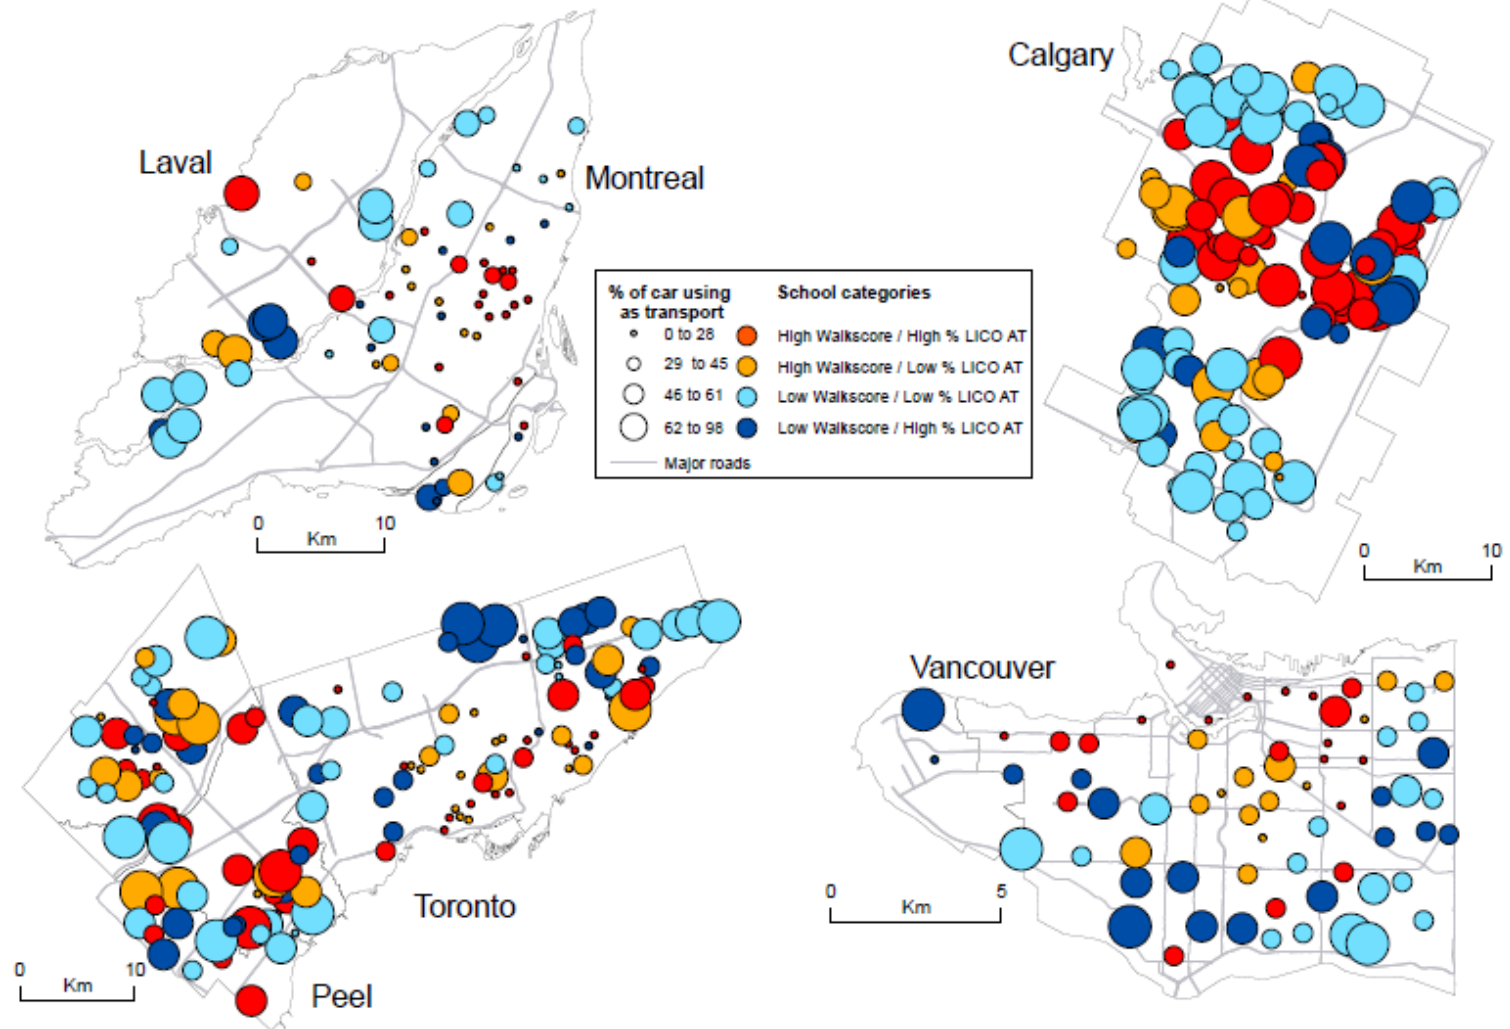 Calgary
Laval
Montreal
% of car using
as transport
School categories
0 to 28
High Walkscore / High % LICO AT
29 to 45
High Walkscore / Low % LICO AT
46 to 61
Low Walkscore / Low % LICO AT
62 to 98
Low Walkscore / High % LICO AT
Major roads
0 10
Km
0 10
Km
Vancouver
Toronto
0 5
Km
0 10
Km
Peel